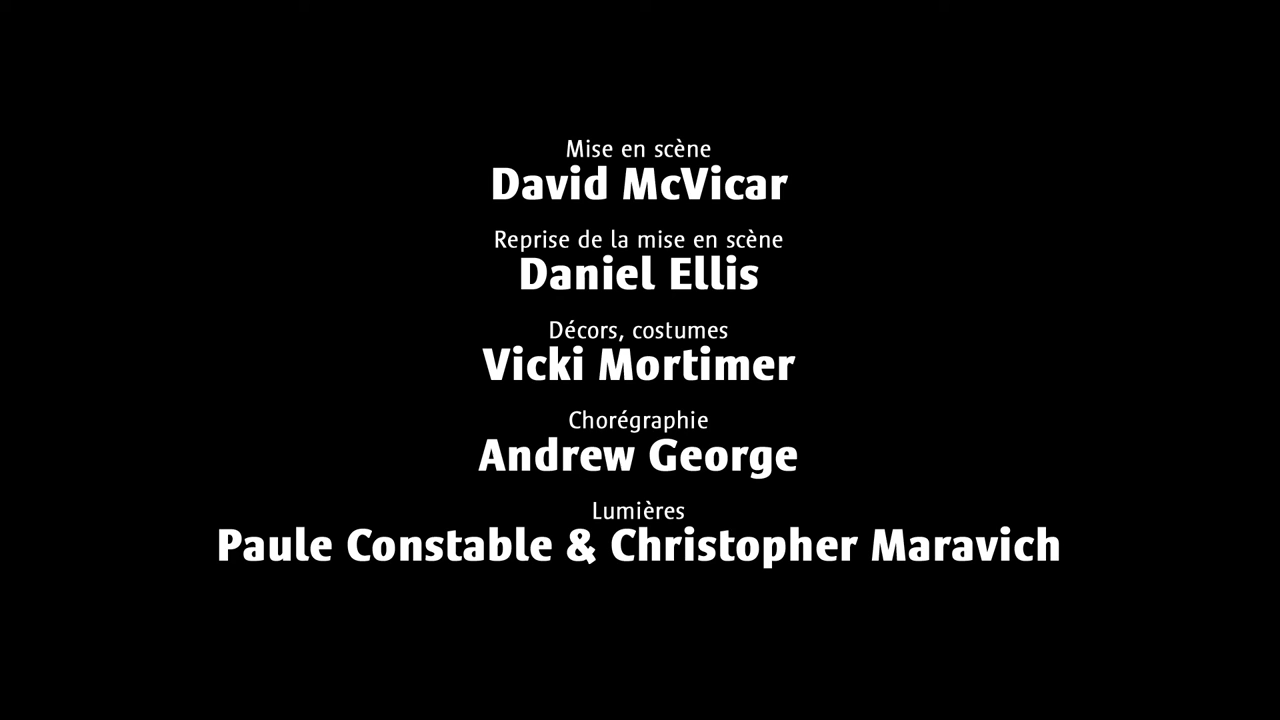 Mise en scène
David McVicar
Reprise de la mise en scène
Daniel Ellis
Décors, costumes
Vicki Mortimer
Chorégraphie
Andrew George
Lumières
Paule Constable & Christopher Maravich